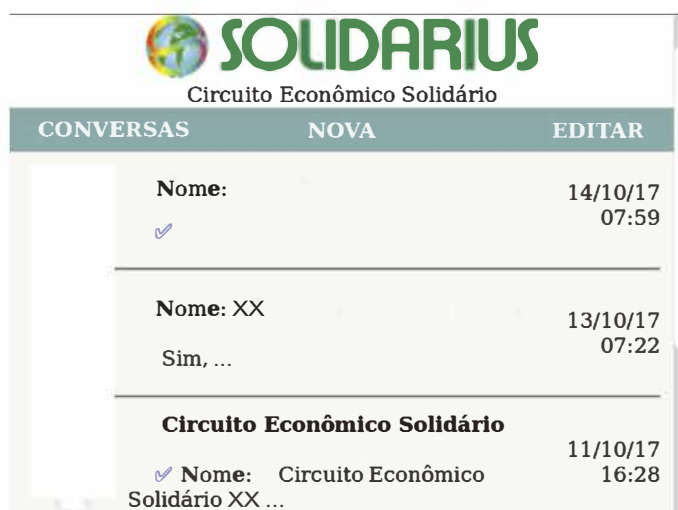 SOLIDARIUS
Circuito Econômico Solidário
CONVERSAS NOVA EDITAR
Nome: 14/10/17
✓ 07:59
Nome: XX 13/10/17
Sim, ... 07:22
Circuito Econômico Solidário 11/10/17
✓ Nome: Circuito Econômico 16:28
Solidário XX ...